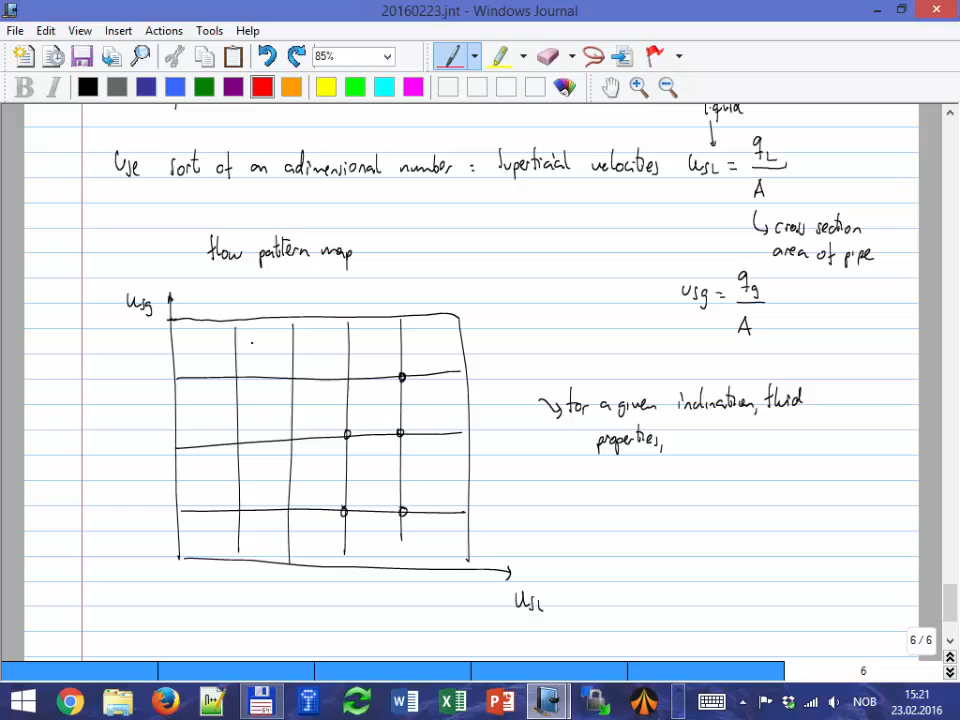 20160223.jnt - Windows Journal
File Edit View Insert Actions Tools Help
85%
B I
liquid
Use sort of an adimensional number : Superficial velocities usL = qL
A
cross section
area of pipe
flow pattern map
usg = qg
A
usg
for a given inclination, fluid
properties,
usL
6 / 6
6
15:21
NOB
23.02.2016